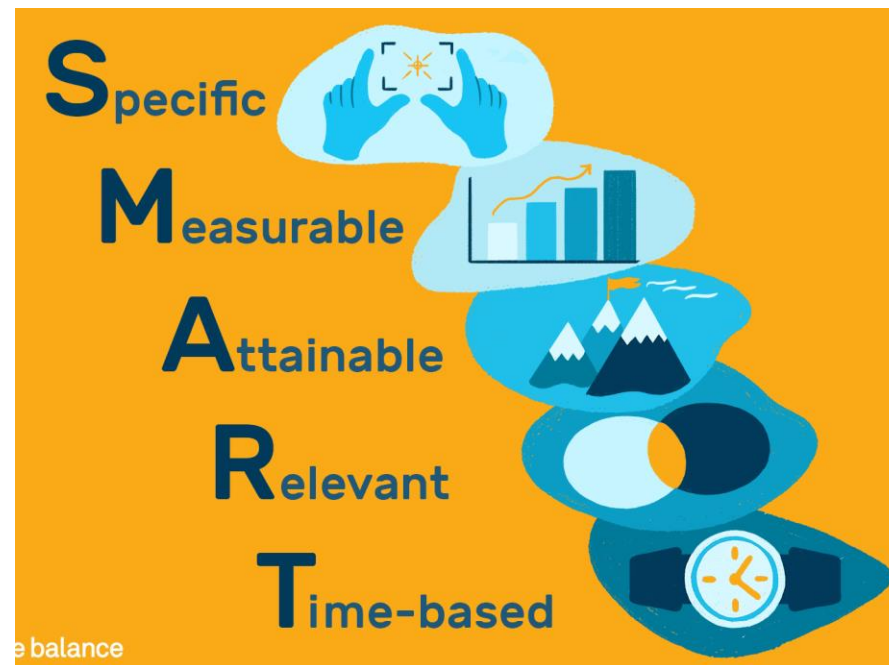 Specific
Measurable
Attainable
Relevant
Time-based
e balance